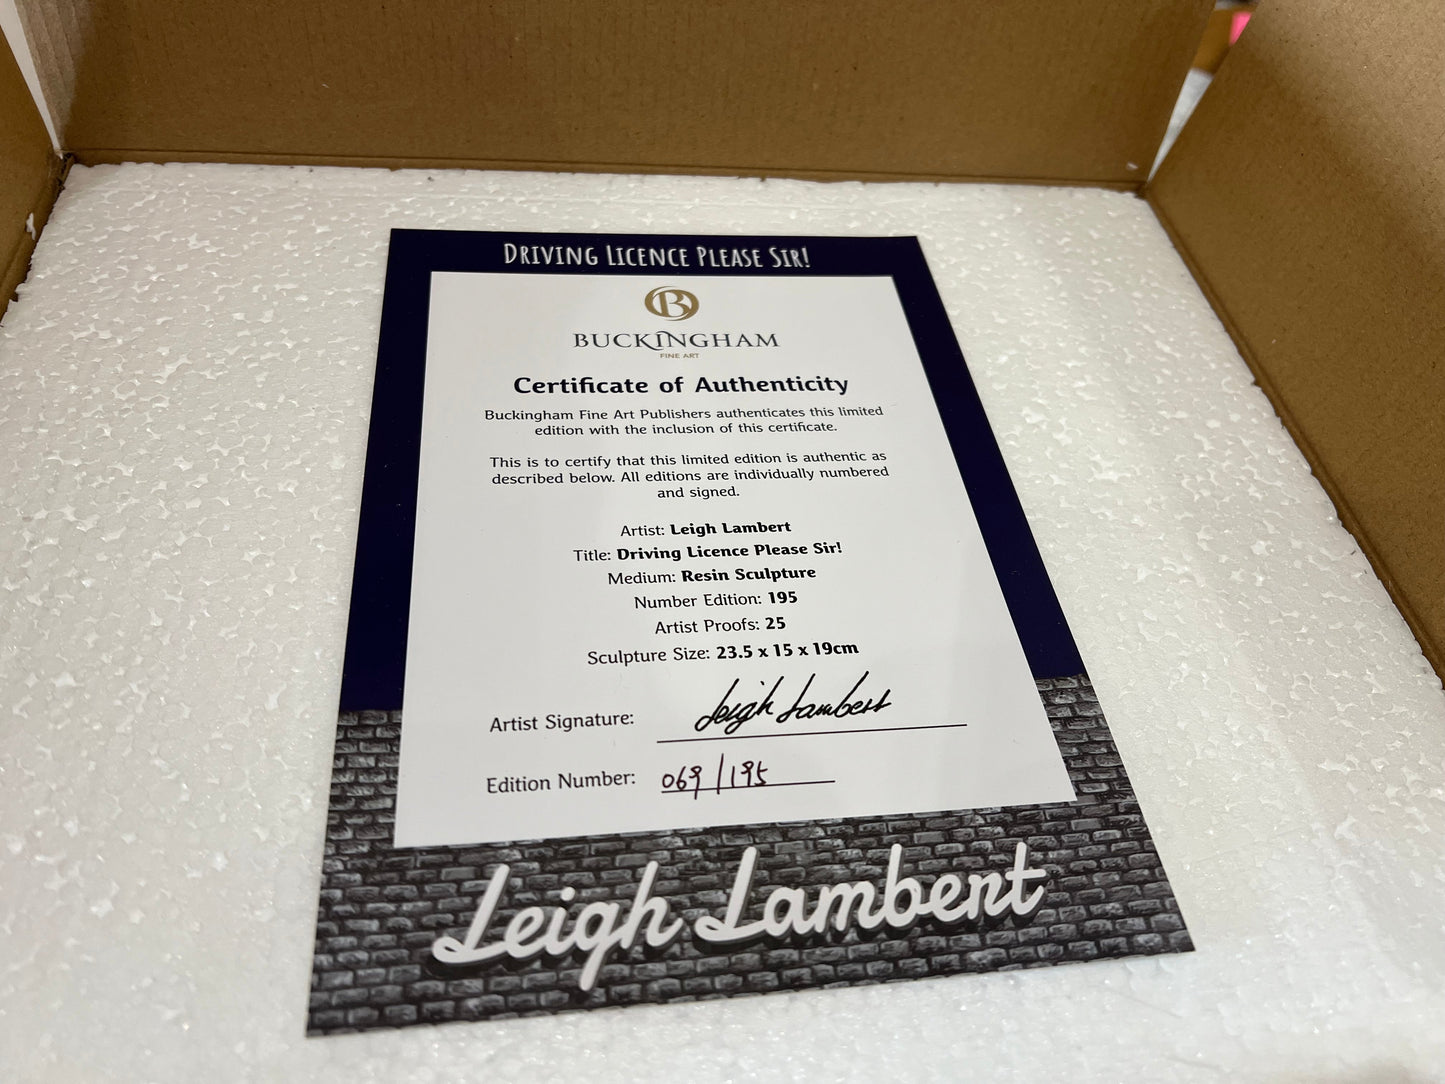 DRIVING LICENCE PLEASE SIR!
B
BUCKINGHAM
FINE ART
Certificate of Authenticity
Buckingham Fine Art Publishers authenticates this limited
edition with the inclusion of this certificate.
This is to certify that this limited edition is authentic as
described below. All editions are individually numbered
and signed.
Artist: Leigh Lambert
Title: Driving Licence Please Sir!
Medium: Resin Sculpture
Number Edition: 195
Artist Proofs: 25
Sculpture Size: 23.5 x 15 x 19cm
Artist Signature: Leigh Lambert
Edition Number: 069/195
Leigh Lambert